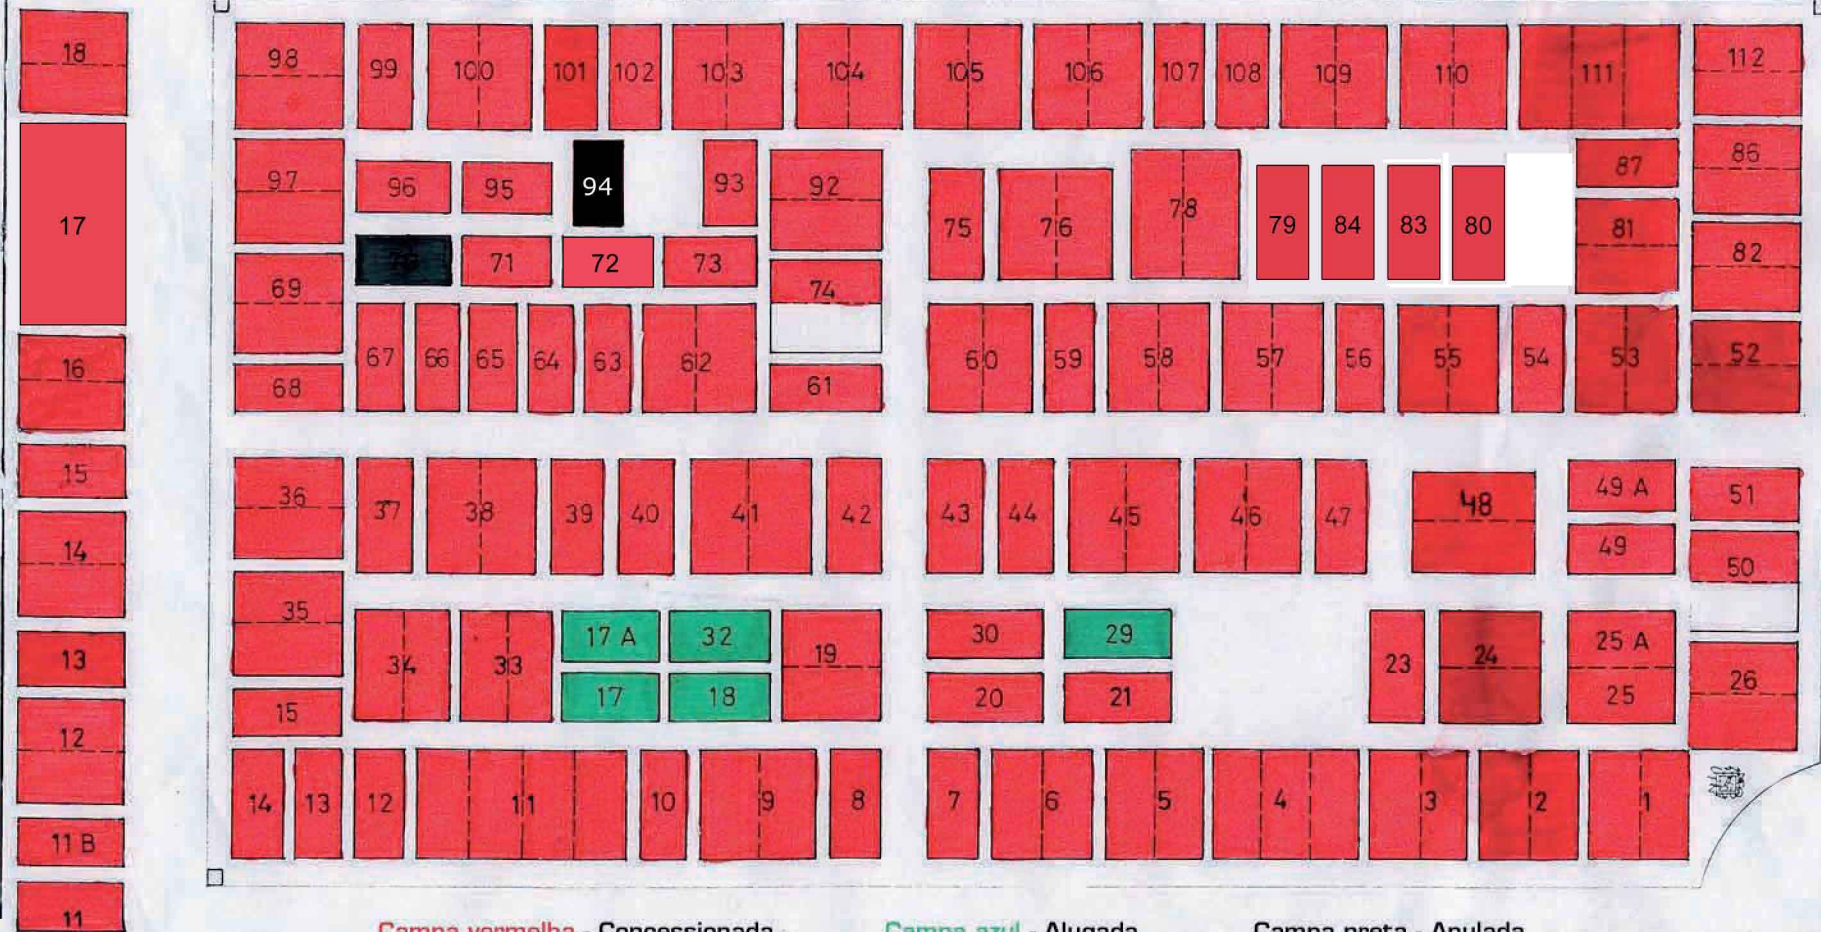 18
98 99 100 101 102 103 104 105 106 107 108 109 110 111 112
17
97 96 95 94 93 92 75 76 78 79 84 83 80 87 86
69 71 72 73 74 81 82
16
68 67 66 65 64 63 62 61 60 59 58 57 56 55 54 53 52
15
36 37 38 39 40 41 42 43 44 45 46 47 48 49 A 51
49 50
14
35 34 33 17 A 32 19 30 29 23 24 25 A 26
13
15 17 18 20 21 25
12
14 13 12 11 10 9 8 7 6 5 4 3 2 1
11 B
11
Campa vermelha - Concessionada - Campa azul - Alugada Campa preta - Anulada